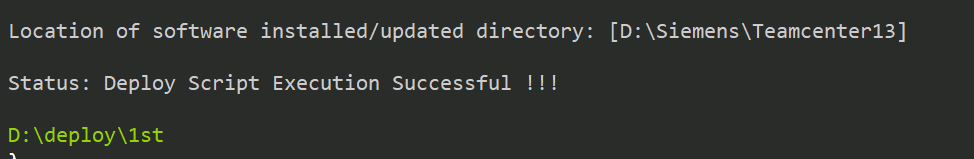 Location of software installed/updated directory: [D:\Siemens\Teamcenter13]
Status: Deploy Script Execution Successful !!!
D:\deploy\1st